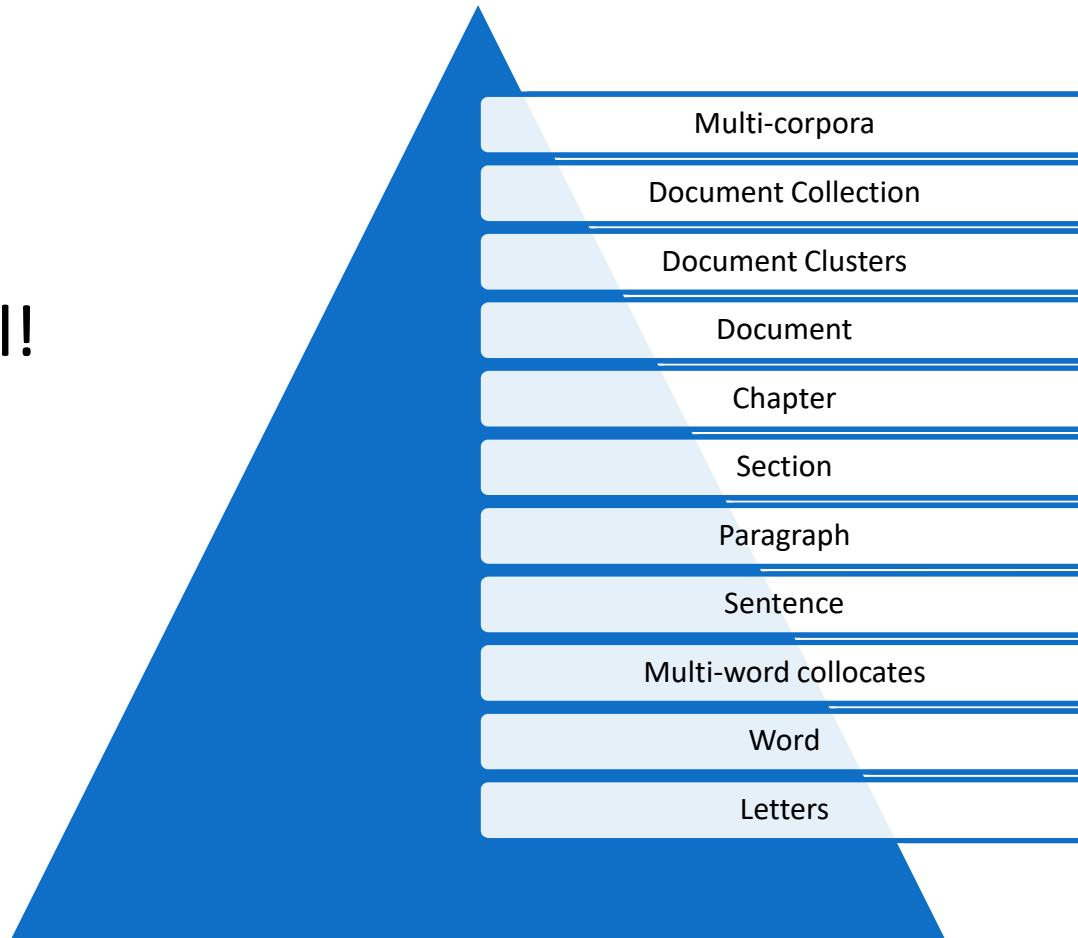 l!
Multi-corpora
Document Collection
Document Clusters
Document
Chapter
Section
Paragraph
Sentence
Multi-word collocates
Word
Letters